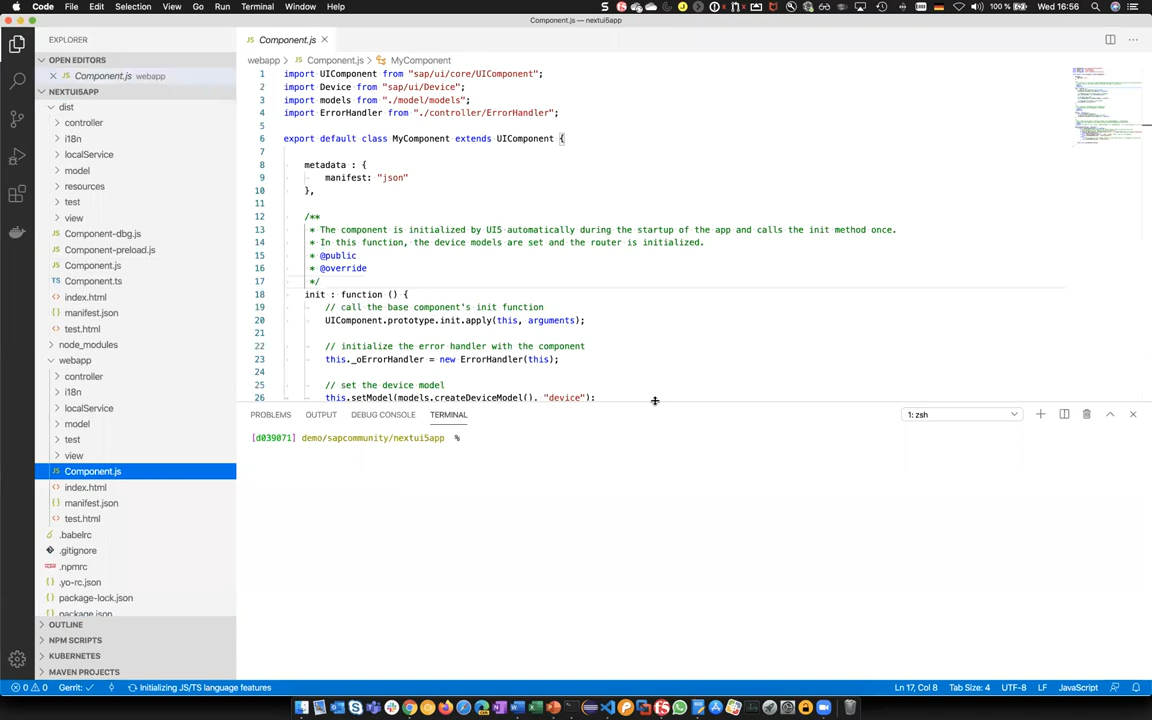 Code File Edit Selection View Go Run Terminal Window Help 100 % Wed 16:56
Component.js — nextui5app
EXPLORER
OPEN EDITORS
Component.js webapp
NEXTUI5APP
dist
controller
i18n
localService
model
resources
test
view
Component-dbg.js
Component-preload.js
Component.js
Component.ts
index.html
manifest.json
test.html
node_modules
webapp
controller
i18n
localService
model
test
view
Component.js
index.html
manifest.json
test.html
.babelrc
.gitignore
.npmrc
.yo-rc.json
package-lock.json
package.json
OUTLINE
NPM SCRIPTS
KUBERNETES
MAVEN PROJECTS
JS Component.js
webapp > JS Component.js > MyComponent
1 import UIComponent from "sap/ui/core/UIComponent";
2 import Device from "sap/ui/Device";
3 import models from "./model/models";
4 import ErrorHandler from "./controller/ErrorHandler";
5
6 export default class MyComponent extends UIComponent {
7
8 metadata : {
9 manifest: "json"
10 },
11
12 /**
13 * The component is initialized by UI5 automatically during the startup of the app and calls the init method once.
14 * In this function, the device models are set and the router is initialized.
15 * @public
16 * @override
17 */
18 init : function () {
19 // call the base component's init function
20 UIComponent.prototype.init.apply(this, arguments);
21
22 // initialize the error handler with the component
23 this._oErrorHandler = new ErrorHandler(this);
24
25 // set the device model
26 this.setModel(models.createDeviceModel(), "device");
PROBLEMS OUTPUT DEBUG CONSOLE TERMINAL 1: zsh
[d039071] demo/sapcommunity/nextui5app %
0 0 Gerrit: Initializing JS/TS language features Ln 17, Col 8 Tab Size: 4 UTF-8 LF JavaScript